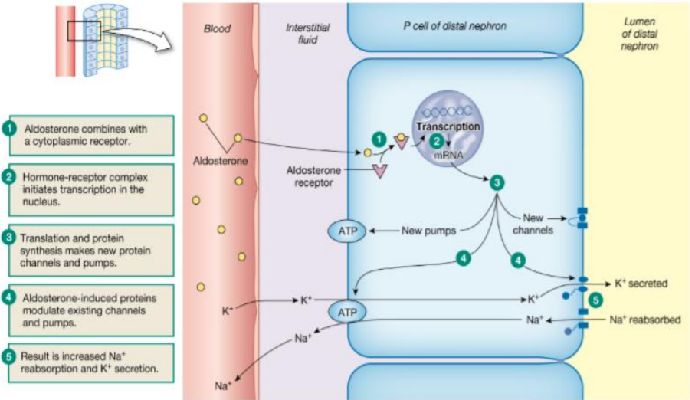 Blood
Interstitial
fluid
P cell of distal nephron
Lumen
of distal
nephron
1 Aldosterone combines with
a cytoplasmic receptor.
2 Hormone-receptor complex
initiates transcription in the
nucleus.
3 Translation and protein
synthesis makes new protein
channels and pumps.
4 Aldosterone-induced proteins
modulate existing channels
and pumps.
5 Result is increased Na⁺
reabsorption and K⁺ secretion.
Aldosterone
1
Aldosterone
receptor
Transcription
2
mRNA
3
ATP
New pumps
New
channels
4
4
K⁺
K⁺
ATP
K⁺
K⁺ secreted
5
Na⁺
Na⁺
Na⁺ reabsorbed
Na⁺